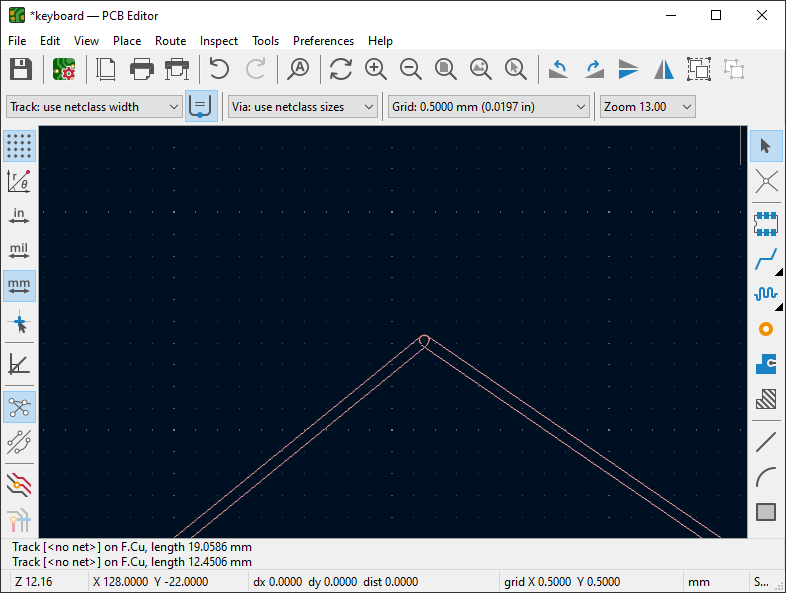 *keyboard — PCB Editor
File Edit View Place Route Inspect Tools Preferences Help
Track: use netclass width Via: use netclass sizes Grid: 0.5000 mm (0.0197 in) Zoom 13.00
r
θ
in
mil
mm
Track [<no net>] on F.Cu, length 19.0586 mm
Track [<no net>] on F.Cu, length 12.4506 mm
Z 12.16 X 128.0000 Y -22.0000 dx 0.0000 dy 0.0000 dist 0.0000 grid X 0.5000 Y 0.5000 mm S...